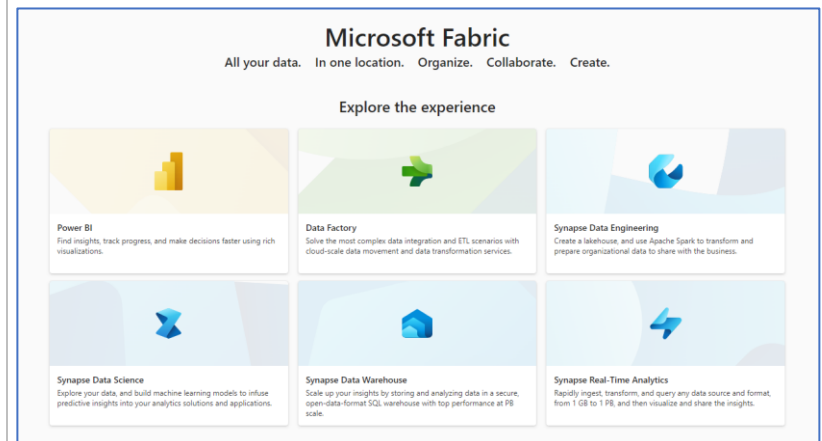 Microsoft Fabric
All your data. In one location. Organize. Collaborate. Create.
Explore the experience
Power BI
Find insights, track progress, and make decisions faster using rich
visualizations.
Data Factory
Solve the most complex data integration and ETL scenarios with
cloud-scale data movement and data transformation services.
Synapse Data Engineering
Create a lakehouse, and use Apache Spark to transform and
prepare organizational data to share with the business.
Synapse Data Science
Explore your data, and build machine learning models to infuse
predictive insights into your analytics solutions and applications.
Synapse Data Warehouse
Scale up your insights by storing and analyzing data in a secure,
open-data-format SQL warehouse with top performance at PB
scale.
Synapse Real-Time Analytics
Rapidly ingest, transform, and query any data source and format,
from 1 GB to 1 PB, and then visualize and share the insights.